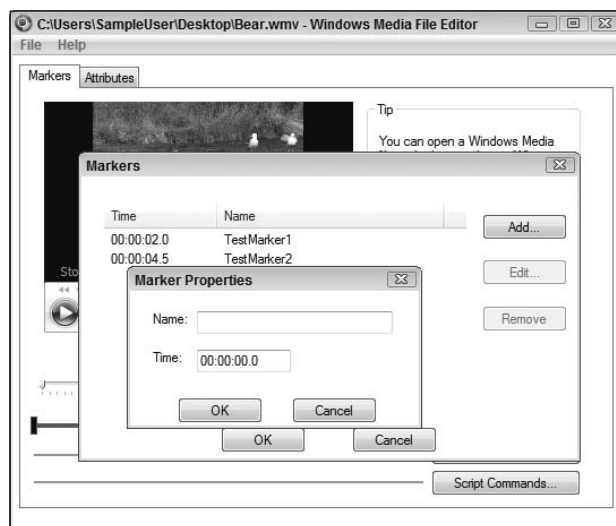 C:\Users\SampleUser\Desktop\Bear.wmv - Windows Media File Editor
File Help
Markers Attributes
Tip
You can open a Windows Media
Markers
Time Name
00:00:02.0 TestMarker1
00:00:04.5 TestMarker2
Add...
Edit...
Remove
Marker Properties
Name:
Time: 00:00:00.0
OK Cancel
OK Cancel
Script Commands...